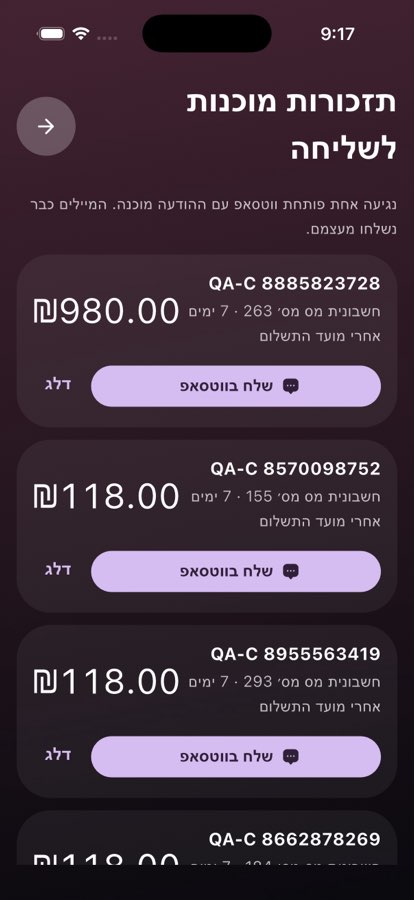 9:17
תזכורות מוכנות
לשליחה
נגיעה אחת פותחת ווטסאפ עם ההודעה מוכנה. המיילים כבר
נשלחו מעצמם.
QA-C 8885823728
חשבונית מס מס׳ 263 · 7 ימים
אחרי מועד התשלום
₪980.00
שלח בווטסאפ
דלג
QA-C 8570098752
חשבונית מס מס׳ 155 · 7 ימים
אחרי מועד התשלום
₪118.00
שלח בווטסאפ
דלג
QA-C 8955563419
חשבונית מס מס׳ 293 · 7 ימים
אחרי מועד התשלום
₪118.00
שלח בווטסאפ
דלג
QA-C 8662878269
₪118.00